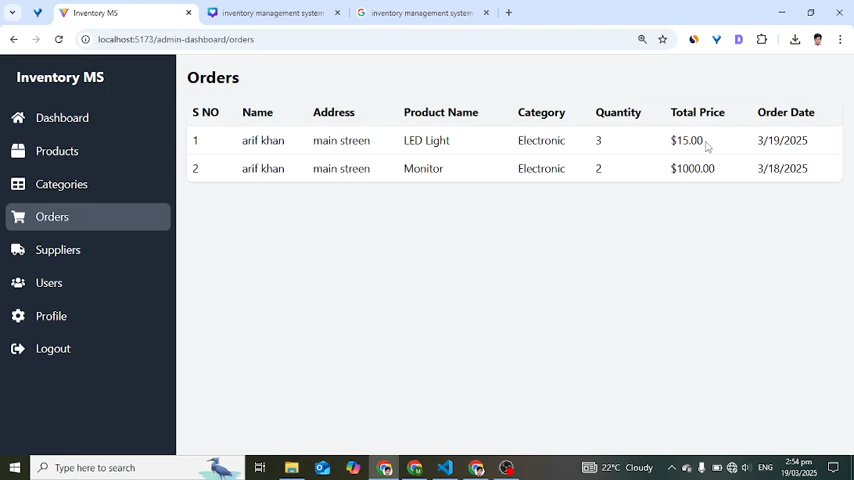 Inventory MS
inventory management system
inventory management system
localhost:5173/admin-dashboard/orders
Inventory MS
Dashboard
Products
Categories
Orders
Suppliers
Users
Profile
Logout
Orders
S NO Name Address Product Name Category Quantity Total Price Order Date
1 arif khan main streen LED Light Electronic 3 $15.00 3/19/2025
2 arif khan main streen Monitor Electronic 2 $1000.00 3/18/2025
Type here to search
22°C Cloudy
ENG
2:54 pm
19/03/2025